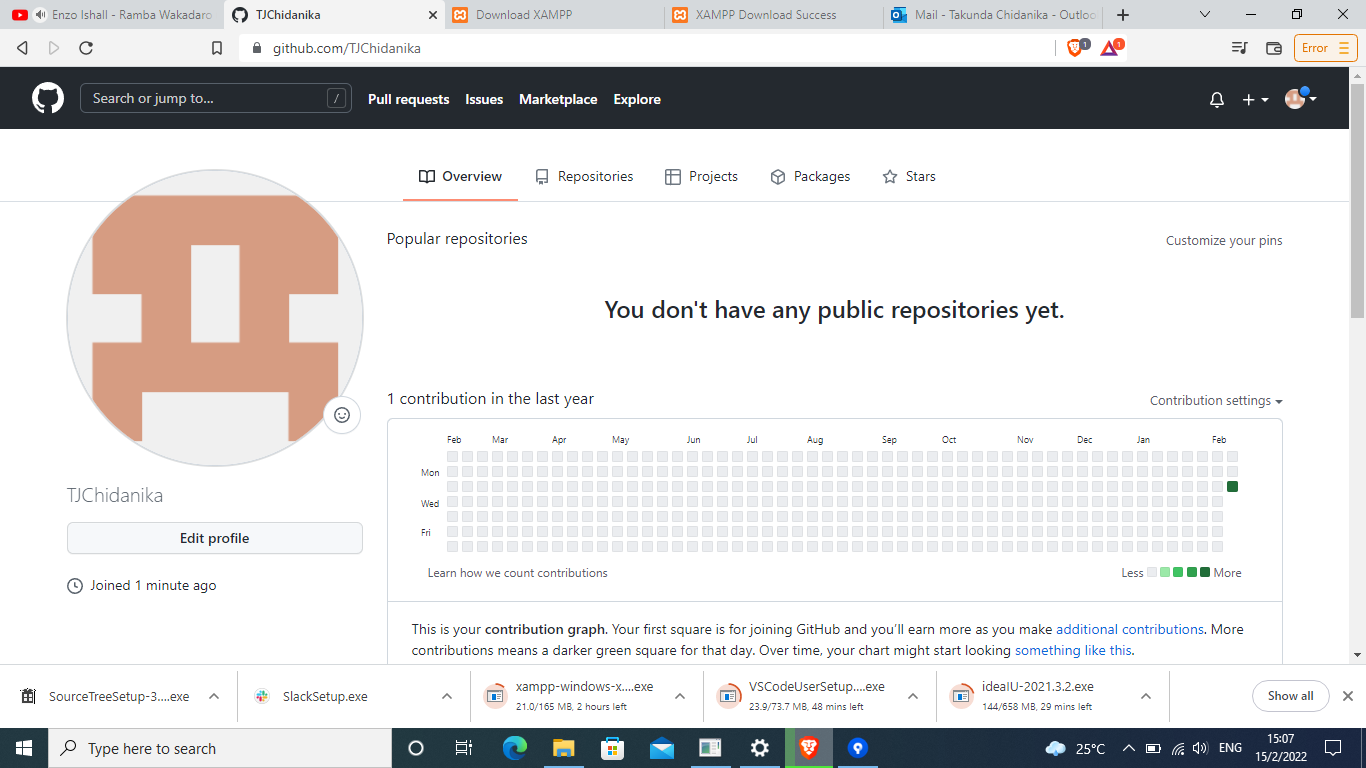 Enzo Ishall - Ramba Wakadaro
TJChidanika
Download XAMPP
XAMPP Download Success
Mail - Takunda Chidanika - Outloo
github.com/TJChidanika
1
1
Error
Search or jump to...
/
Pull requests
Issues
Marketplace
Explore
Overview
Repositories
Projects
Packages
Stars
Popular repositories
Customize your pins
You don't have any public repositories yet.
1 contribution in the last year
Contribution settings
Feb Mar Apr May Jun Jul Aug Sep Oct Nov Dec Jan Feb
Mon
Wed
Fri
Learn how we count contributions
Less
More
This is your contribution graph. Your first square is for joining GitHub and you'll earn more as you make additional contributions. More
contributions means a darker green square for that day. Over time, your chart might start looking something like this.
TJChidanika
Edit profile
Joined 1 minute ago
SourceTreeSetup-3....exe
SlackSetup.exe
xampp-windows-x....exe
21.0/165 MB, 2 hours left
VSCodeUserSetup....exe
23.9/73.7 MB, 48 mins left
ideaIU-2021.3.2.exe
144/658 MB, 29 mins left
Show all
Type here to search
25°C
ENG
15:07
15/2/2022